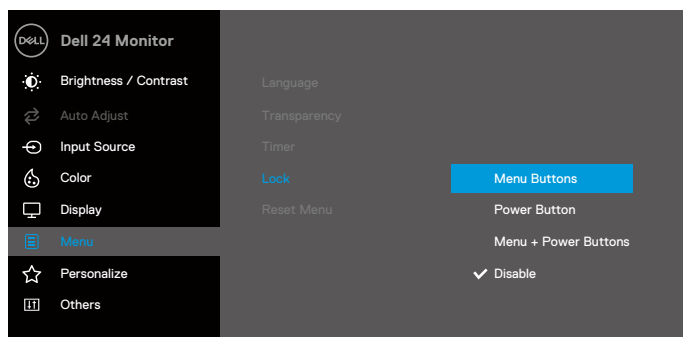 DELL
Dell 24 Monitor
Brightness / Contrast
Auto Adjust
Input Source
Color
Display
Menu
Personalize
Others
Language
Transparency
Timer
Lock
Reset Menu
Menu Buttons
Power Button
Menu + Power Buttons
Disable